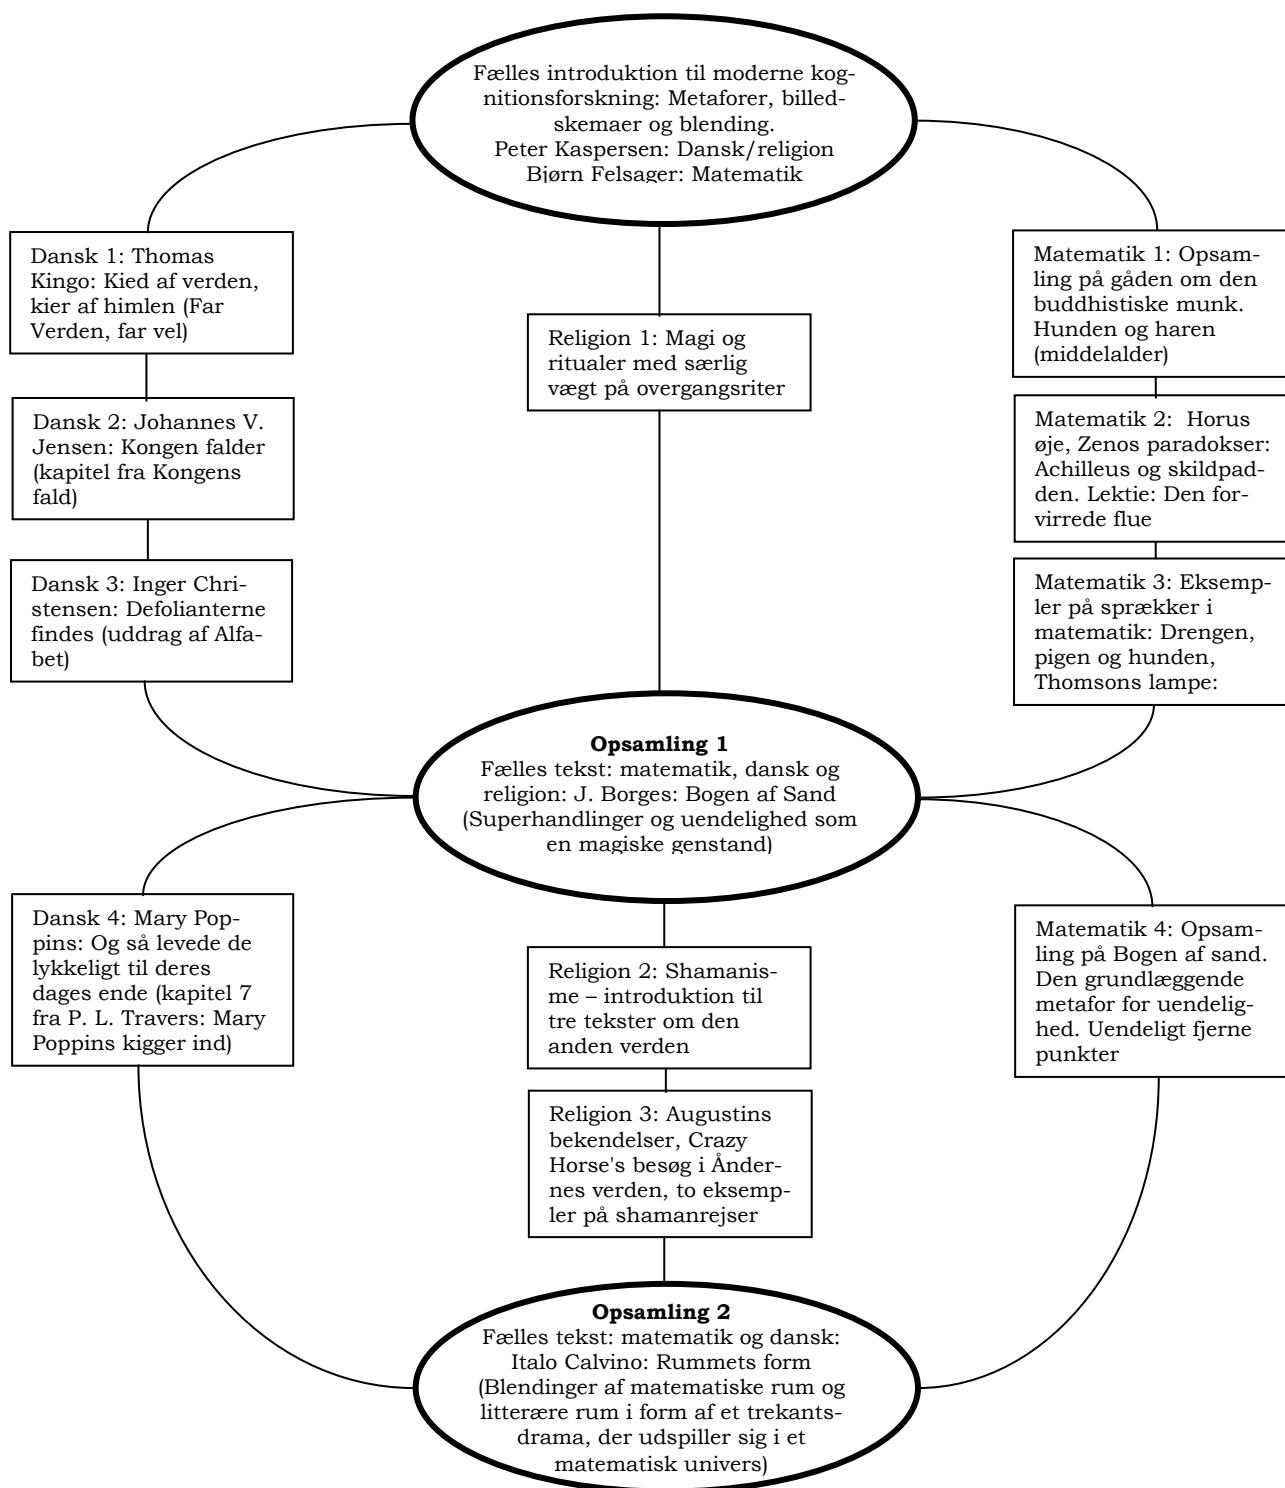 Fælles introduktion til moderne kog-
nitionsforskning: Metaforer, billed-
skemaer og blending.
Peter Kaspersen: Dansk/religion
Bjørn Felsager: Matematik
Dansk 1: Thomas
Kingo: Kied af verden,
kier af himlen (Far
Verden, far vel)
Religion 1: Magi og
ritualer med særlig
vægt på overgangsriter
Matematik 1: Opsam-
ling på gåden om den
buddhistiske munk.
Hunden og haren
(middelalder)
Dansk 2: Johannes V.
Jensen: Kongen falder
(kapitel fra Kongens
fald)
Matematik 2:  Horus
øje, Zenos paradokser:
Achilleus og skildpad-
den. Lektie: Den for-
virrede flue
Dansk 3: Inger Chri-
stensen: Defolianterne
findes (uddrag af Alfa-
bet)
Matematik 3: Eksemp-
ler på sprækker i
matematik: Drengen,
pigen og hunden,
Thomsons lampe:
Opsamling 1
Fælles tekst: matematik, dansk og
religion: J. Borges: Bogen af Sand
(Superhandlinger og uendelighed som
en magiske genstand)
Dansk 4: Mary Pop-
pins: Og så levede de
lykkeligt til deres
dages ende (kapitel 7
fra P. L. Travers: Mary
Poppins kigger ind)
Religion 2: Shamanis-
me – introduktion til
tre tekster om den
anden verden
Matematik 4: Opsam-
ling på Bogen af sand.
Den grundlæggende
metafor for uendelig-
hed. Uendeligt fjerne
punkter
Religion 3: Augustins
bekendelser, Crazy
Horse's besøg i Ånder-
nes verden, to eksemp-
ler på shamanrejser
Opsamling 2
Fælles tekst: matematik og dansk:
Italo Calvino: Rummets form
(Blendinger af matematiske rum og
litterære rum i form af et trekants-
drama, der udspiller sig i et
matematisk univers)